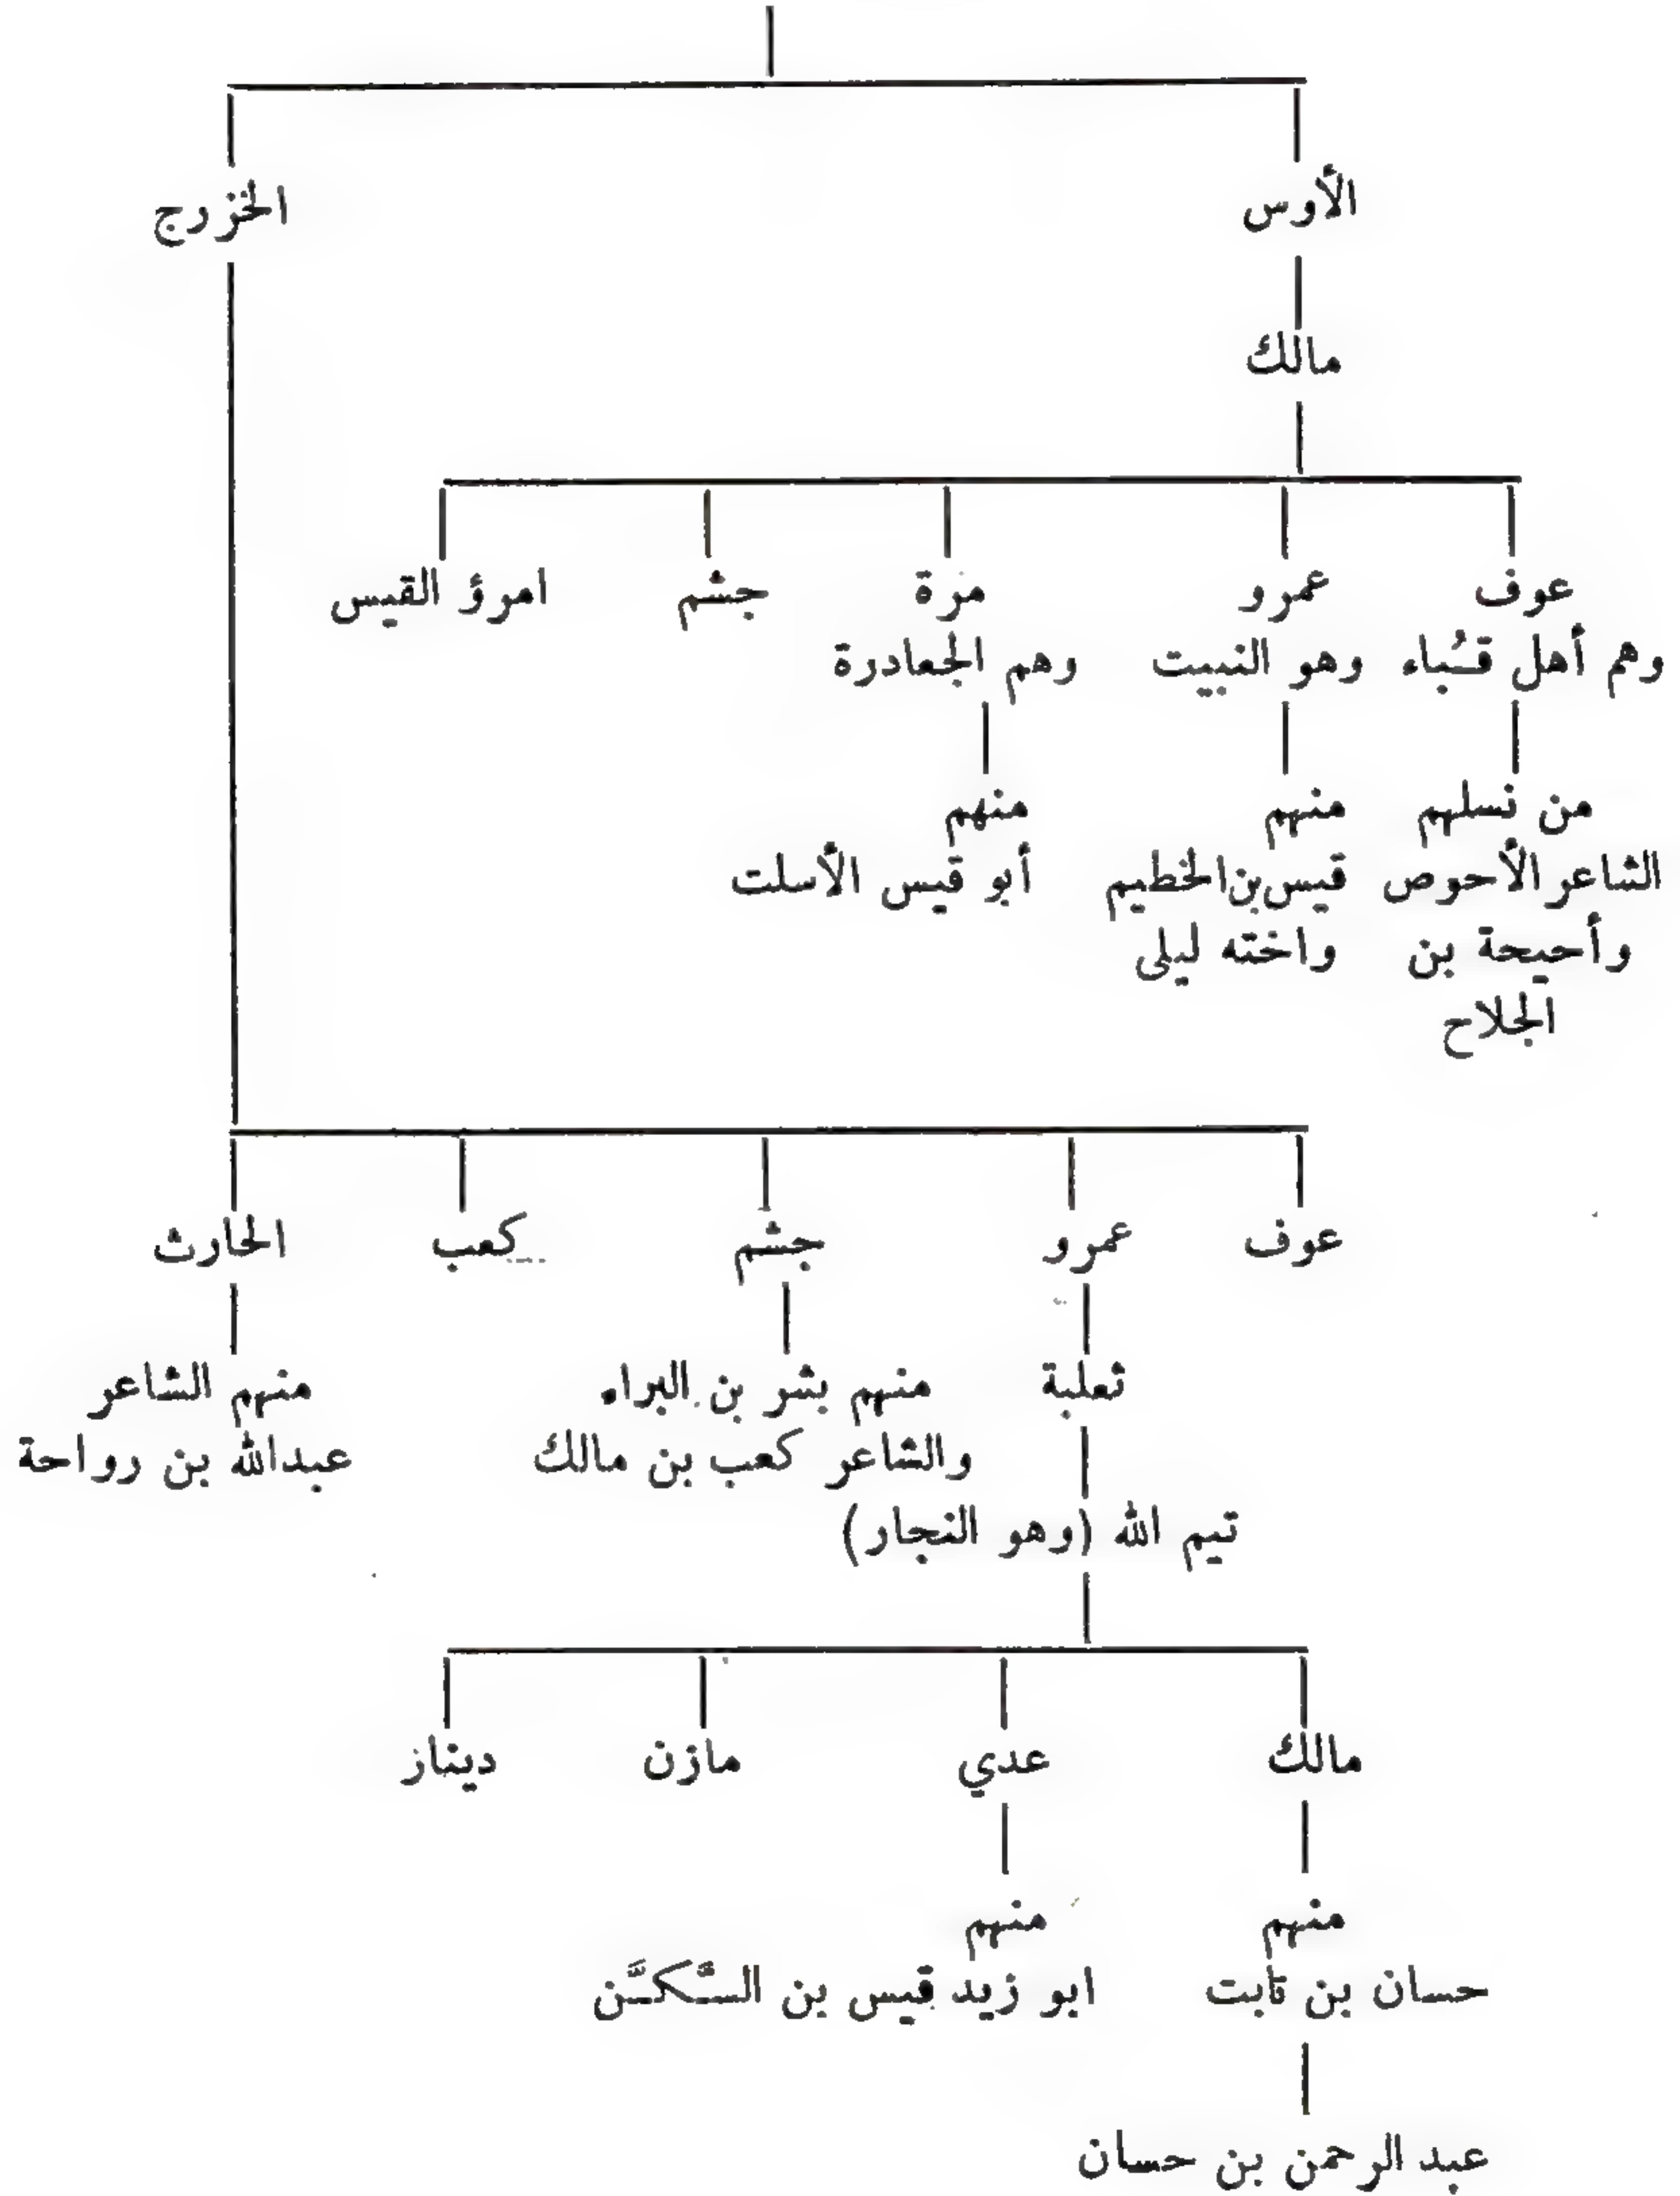 الأوس
الخزرج
مالك
عوف
وهم أهل قُباء
عمرو
وهو النبيت
مرة
وهم الجعادرة
جشم
امرؤ القيس
من نسلهم
الشاعر الأحوص
وأحيحة بن
الجلاح
منهم
قيس بن الخطيم
واخته ليلى
منهم
أبو قيس الأسلت
عوف
عمرو
جشم
كعب
الحارث
ثعلبة
تيم الله (وهو النجار)
منهم بشر بن البراء
والشاعر كعب بن مالك
منهم الشاعر
عبدالله بن رواحة
مالك
عدي
مازن
دينار
منهم
حسان بن ثابت
منهم
ابو زيد قيس بن السَّكَن
عبد الرحمن بن حسان